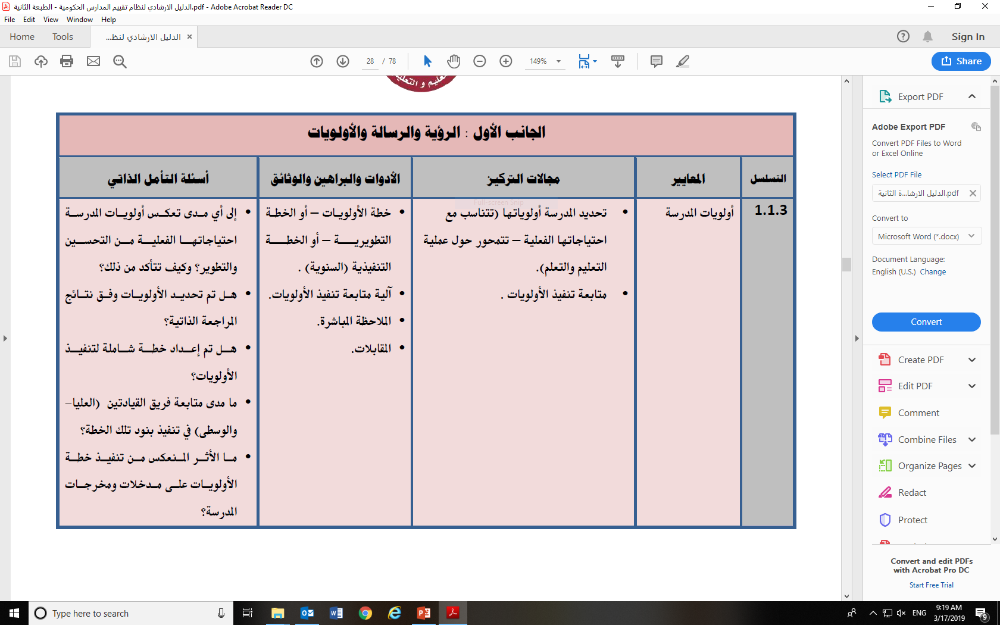 الدليل الارشادي لنظام تقييم المدارس الحكومية - الطبعة الثانية.pdf - Adobe Acrobat Reader DC
File Edit View Window Help
Home Tools الدليل الارشادي لنظ... Sign In
28 / 78 149% Share
عليم و التعلي
الجانب الأول : الرؤية والرسالة والأولويات
التسلسل المعايير مجالات التركيز الأدوات والبراهين والوثائق أسئلة التأمل الذاتي
Full-screen Snip
1.1.3
أولويات المدرسة
• تحديد المدرسة أولوياتها (تتناسب مع
احتياجاتها الفعلية – تتمحور حول عملية
التعليم والتعلم).
• متابعة تنفيذ الأولويات .
• خطة الأولويات – أو الخطة
التطويرية – أو الخطة
التنفيذية (السنوية) .
• آلية متابعة تنفيذ الأولويات.
• الملاحظة المباشرة.
• المقابلات.
• إلى أي مدى تعكس أولويات المدرسة
احتياجاتها الفعلية من التحسين
والتطوير؟ وكيف تتأكد من ذلك؟
• هل تم تحديد الأولويات وفق نتائج
المراجعة الذاتية؟
• هل تم إعداد خطة شاملة لتنفيذ
الأولويات؟
• ما مدى متابعة فريق القيادتين (العليا–
والوسطى) في تنفيذ بنود تلك الخطة؟
• ما الأثر المنعكس من تنفيذ خطة
الأولويات على مدخلات ومخرجات
المدرسة؟
Export PDF
Adobe Export PDF
Convert PDF Files to Word
or Excel Online
Select PDF File
الدليل الارشا...ة الثانية.pdf
Convert to
Microsoft Word (*.docx)
Document Language:
English (U.S.) Change
Convert
Create PDF
Edit PDF
Comment
Combine Files
Organize Pages
Redact
Protect
Convert and edit PDFs
with Acrobat Pro DC
Start Free Trial
Type here to search
ENG
9:19 AM
3/17/2019
9